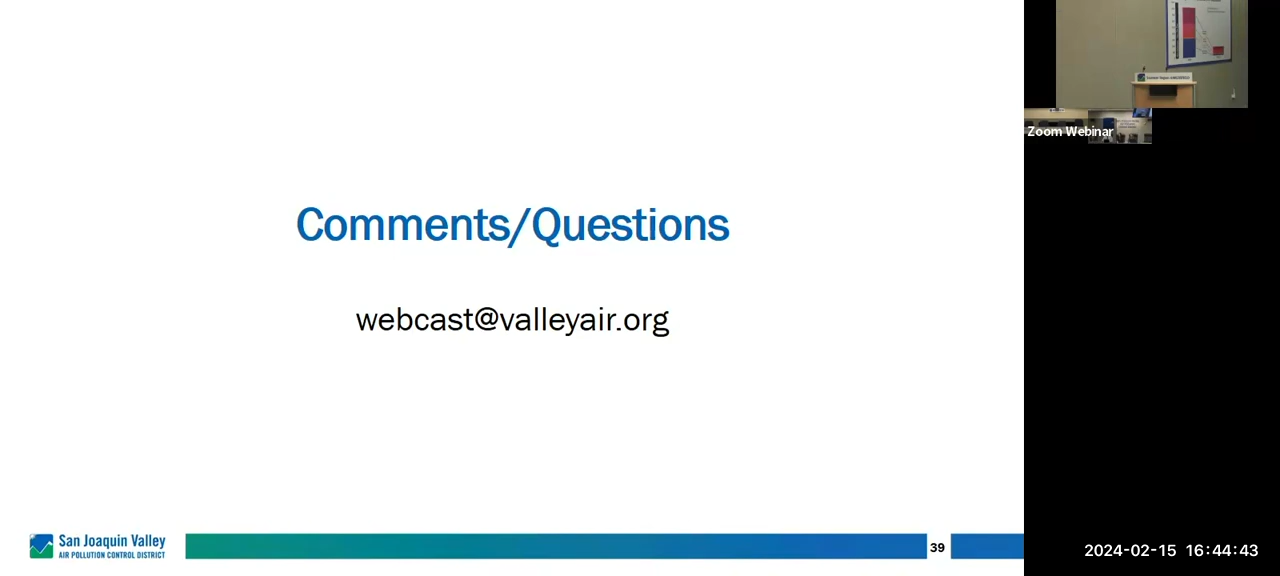 Comments/Questions
webcast@valleyair.org
San Joaquin Valley
AIR POLLUTION CONTROL DISTRICT
39
Zoom Webinar
2024-02-15 16:44:43